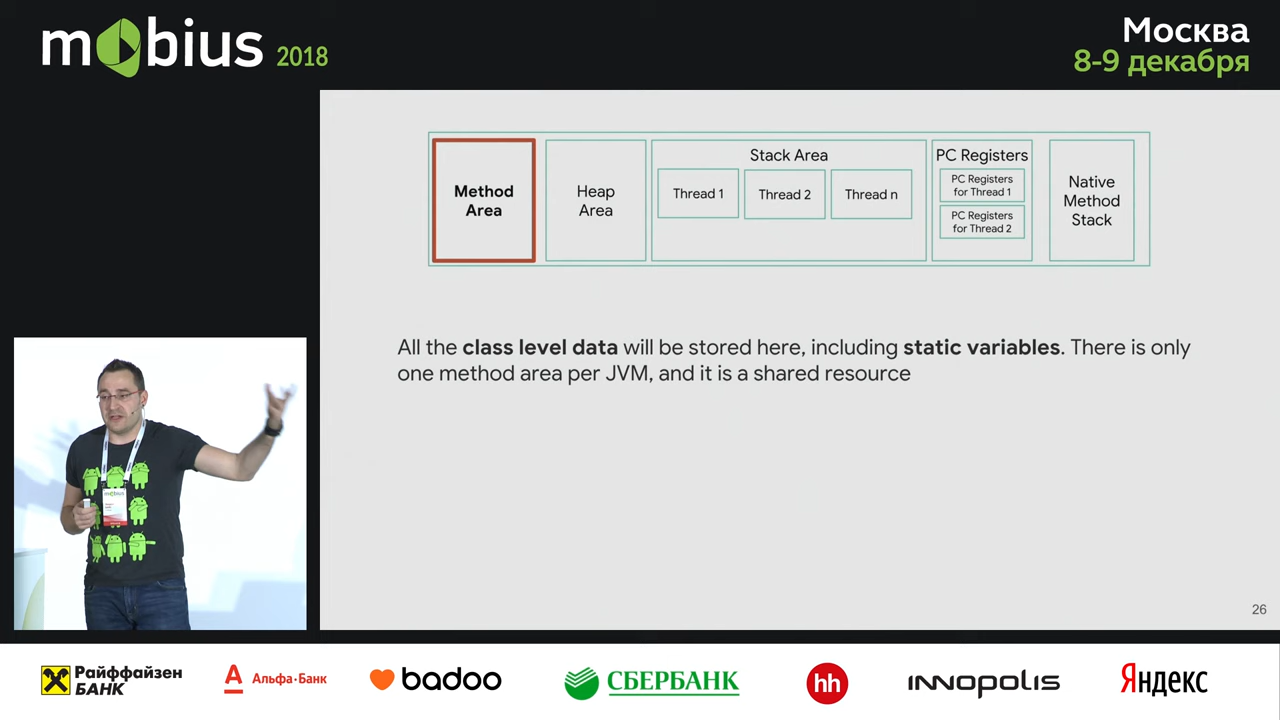 mobius 2018
Москва
8-9 декабря
Method
Area
Heap
Area
Stack Area
Thread 1
Thread 2
Thread n
PC Registers
PC Registers
for Thread 1
PC Registers
for Thread 2
Native
Method
Stack
All the class level data will be stored here, including static variables. There is only
one method area per JVM, and it is a shared resource
mobius
26
Райффайзен
БАНК
А
Альфа·Банк
badoo
СБЕРБАНК
hh
INNOPOLIS
Яндекс